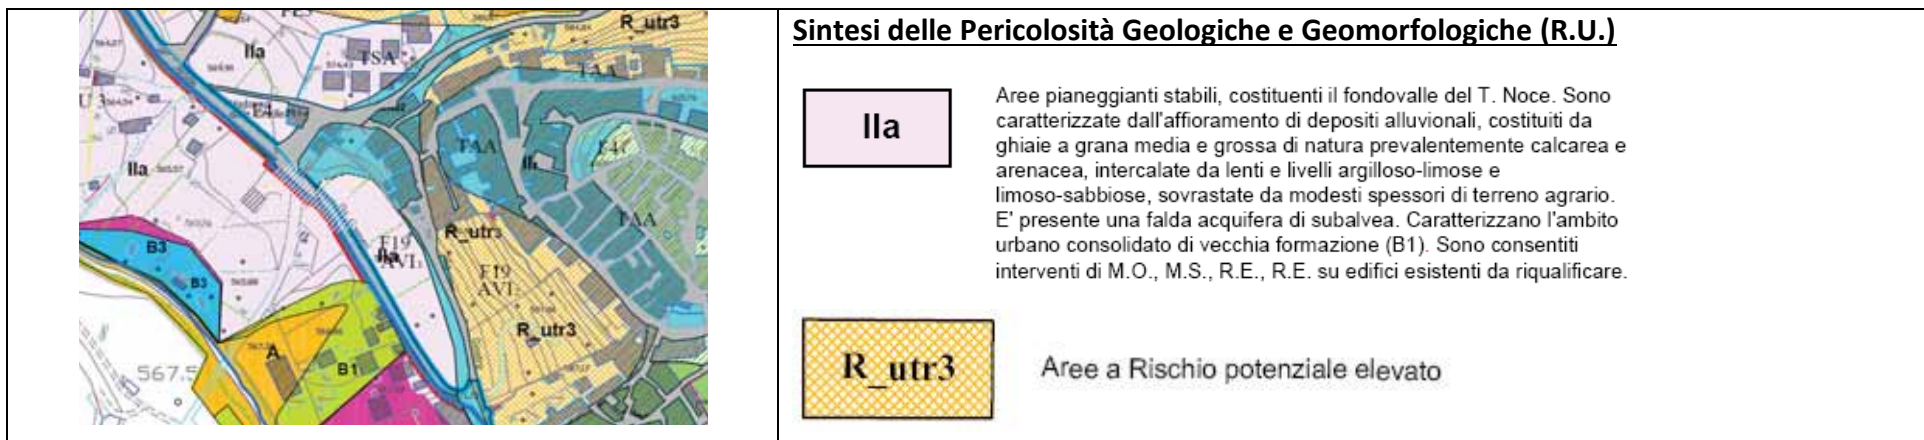 R_utr3
IIa
TSA
TAA
IIa
TAA
R_utr3
F19
AVI
IIa
F19
AVI
TAA
B3
B3
R_utr3
A
B1
567.5
Sintesi delle Pericolosità Geologiche e Geomorfologiche (R.U.)
IIa
Aree pianeggianti stabili, costituenti il fondovalle del T. Noce. Sono
caratterizzate dall'affioramento di depositi alluvionali, costituiti da
ghiaie a grana media e grossa di natura prevalentemente calcarea e
arenacea, intercalate da lenti e livelli argilloso-limose e
limoso-sabbiose, sovrastate da modesti spessori di terreno agrario.
E' presente una falda acquifera di subalvea. Caratterizzano l'ambito
urbano consolidato di vecchia formazione (B1). Sono consentiti
interventi di M.O., M.S., R.E., R.E. su edifici esistenti da riqualificare.
R_utr3
Aree a Rischio potenziale elevato